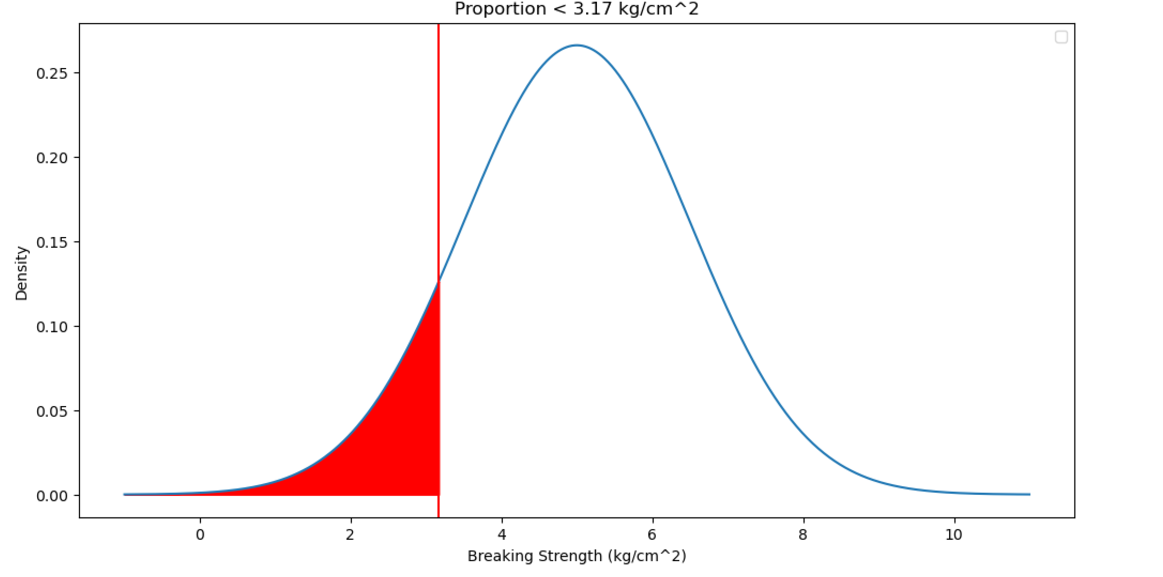 Proportion < 3.17 kg/cm^2
0.25
0.20
0.15
0.10
0.05
0.00
Density
0 2 4 6 8 10
Breaking Strength (kg/cm^2)